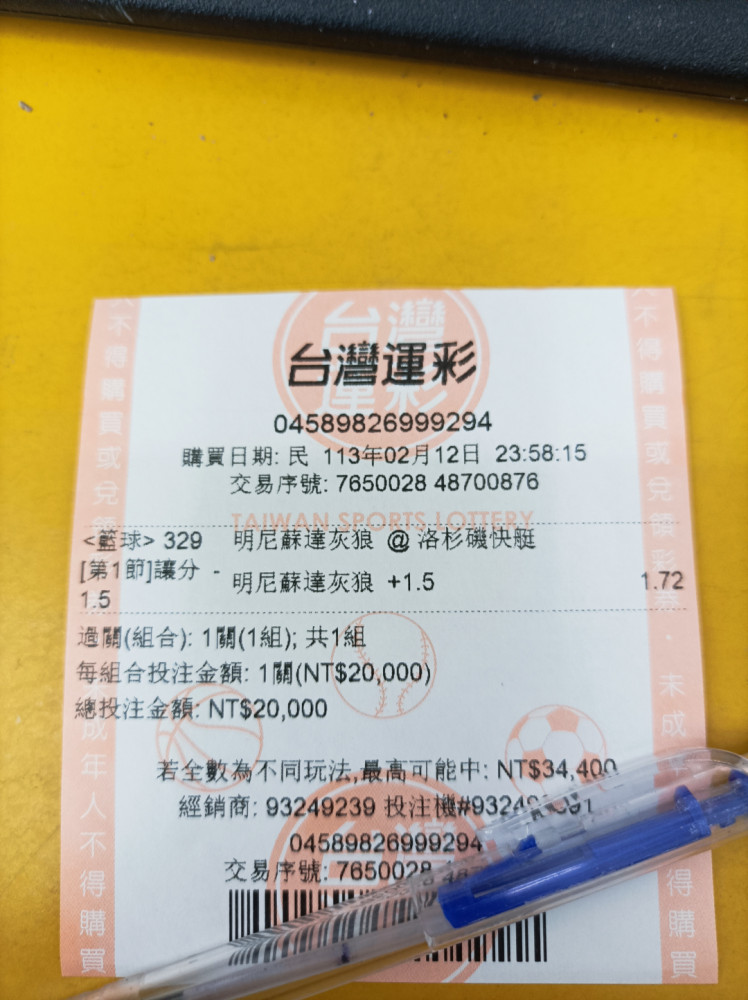 台灣運彩
04589826999294
購買日期: 民 113年02月12日 23:58:15
交易序號: 7650028 48700876
TAIWAN SPORTS LOTTERY
<籃球> 329 明尼蘇達灰狼 @ 洛杉磯快艇
[第1節]讓分 -
1.5
明尼蘇達灰狼 +1.5 1.72
過關(組合): 1關(1組); 共1組
每組合投注金額: 1關(NT$20,000)
總投注金額: NT$20,000
若全數為不同玩法,最高可能中: NT$34,400
經銷商: 93249239 投注機#9324
04589826999294
交易序號: 7650028
不得購買或兌
成年人不得購買
不得購買或兌領彩
未成
得購買